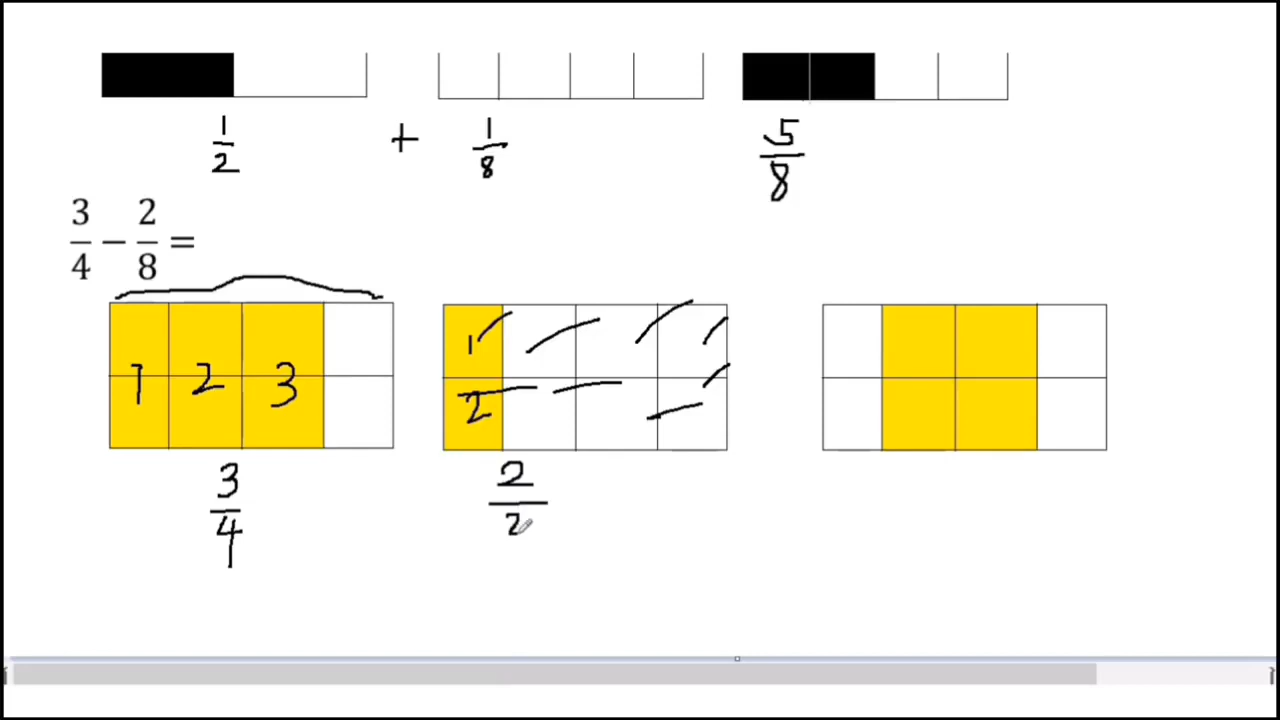 1/2 + 1/8 5/8
3/4 − 2/8 =
1 2 3 1
2
3/4 2/2